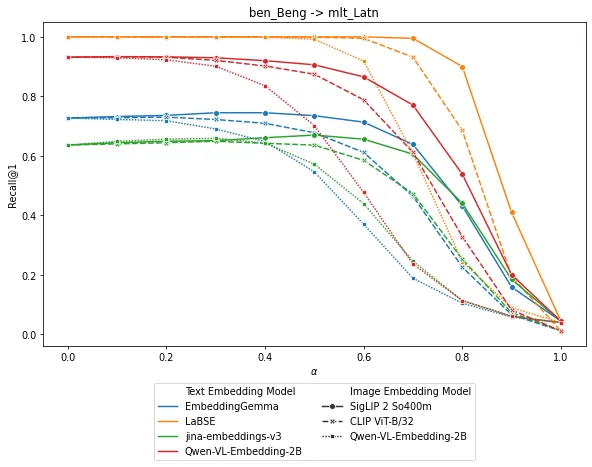 ben_Beng -> mlt_Latn
1.0
0.8
0.6
0.4
0.2
0.0
Recall@1
0.0 0.2 0.4 0.6 0.8 1.0
α
Text Embedding Model
EmbeddingGemma
LaBSE
jina-embeddings-v3
Qwen-VL-Embedding-2B
Image Embedding Model
SigLIP 2 So400m
CLIP ViT-B/32
Qwen-VL-Embedding-2B